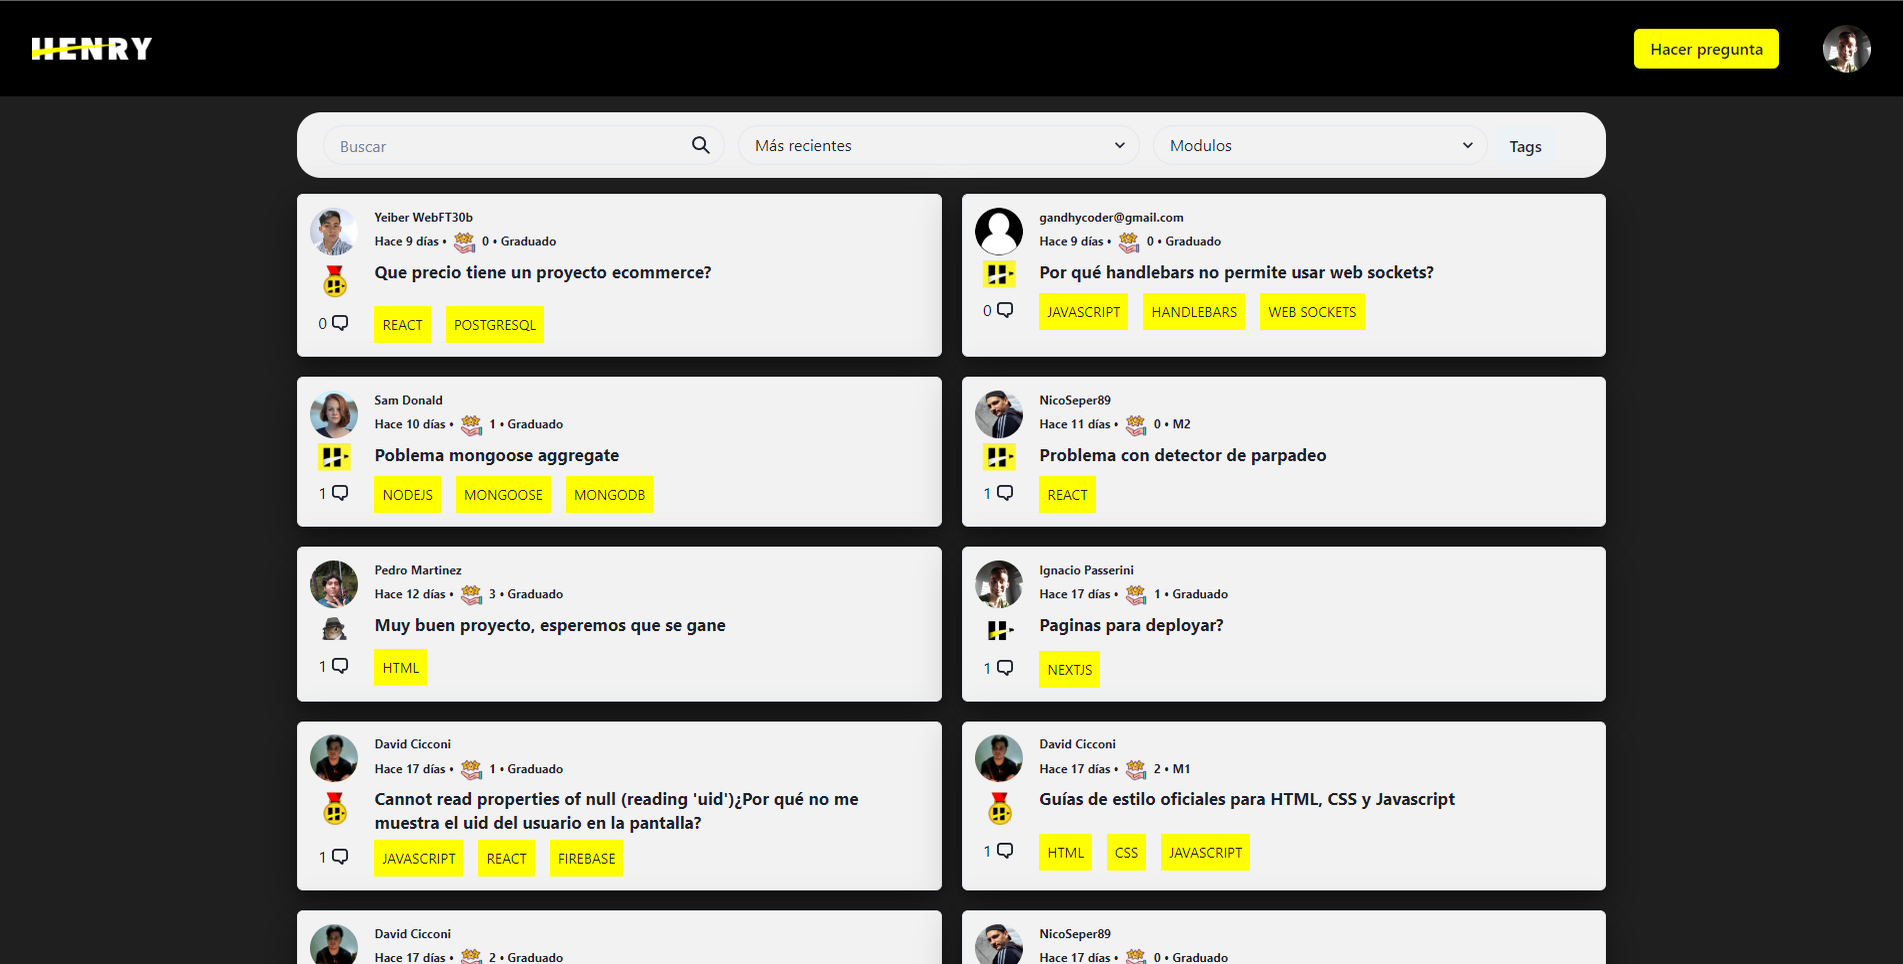 HENRY
Hacer pregunta
Buscar
Más recientes
Modulos
Tags
Yeiber WebFT30b
Hace 9 días • 0 • Graduado
Que precio tiene un proyecto ecommerce?
0
REACT POSTGRESQL
gandhycoder@gmail.com
Hace 9 días • 0 • Graduado
Por qué handlebars no permite usar web sockets?
0
JAVASCRIPT HANDLEBARS WEB SOCKETS
Sam Donald
Hace 10 días • 1 • Graduado
Poblema mongoose aggregate
1
NODEJS MONGOOSE MONGODB
NicoSeper89
Hace 11 días • 0 • M2
Problema con detector de parpadeo
1
REACT
Pedro Martinez
Hace 12 días • 3 • Graduado
Muy buen proyecto, esperemos que se gane
1
HTML
Ignacio Passerini
Hace 17 días • 1 • Graduado
Paginas para deployar?
1
NEXTJS
David Cicconi
Hace 17 días • 1 • Graduado
Cannot read properties of null (reading 'uid')¿Por qué no me
muestra el uid del usuario en la pantalla?
1
JAVASCRIPT REACT FIREBASE
David Cicconi
Hace 17 días • 2 • M1
Guías de estilo oficiales para HTML, CSS y Javascript
1
HTML CSS JAVASCRIPT
David Cicconi
Hace 17 días • 2 • Graduado
NicoSeper89
Hace 17 días • 0 • Graduado